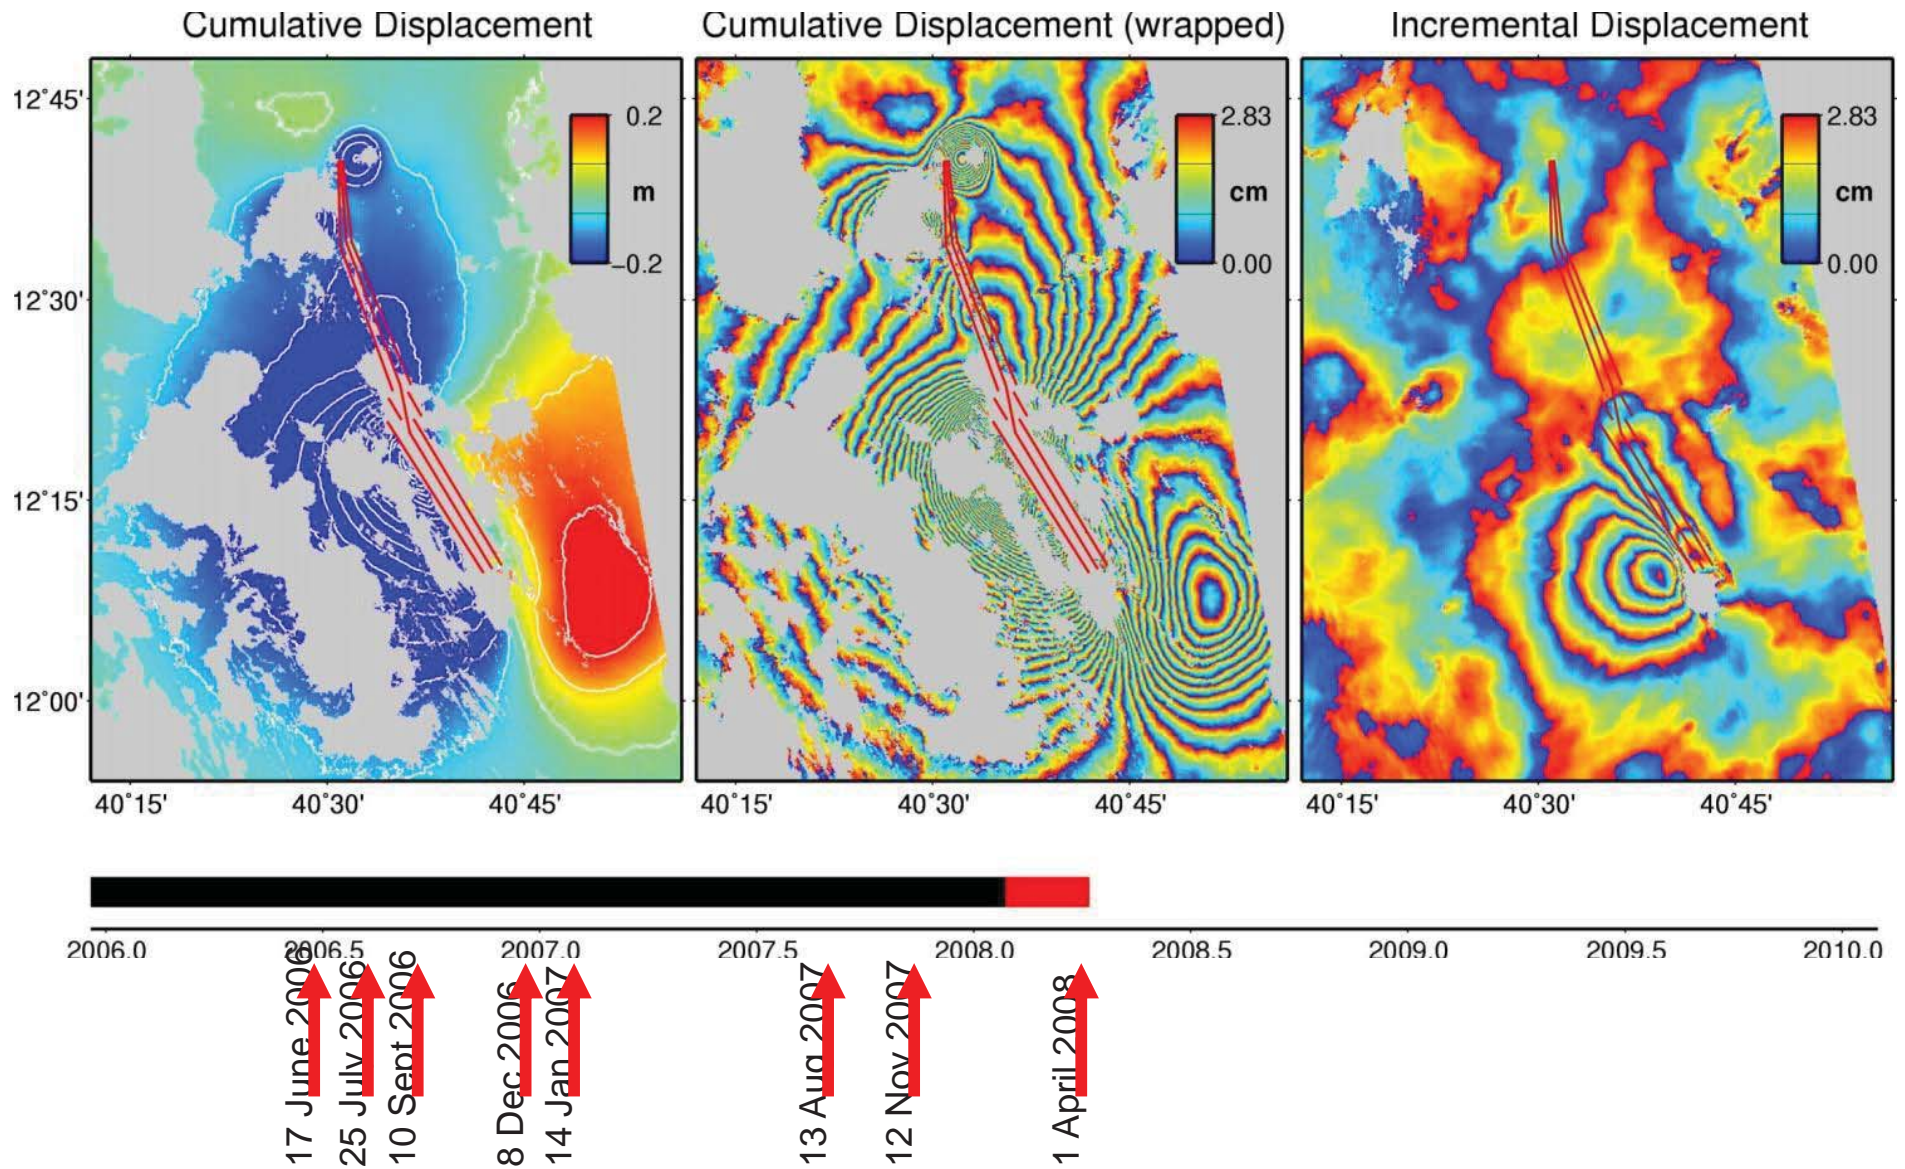 Cumulative Displacement
Cumulative Displacement (wrapped)
Incremental Displacement
12°45'
12°30'
12°15'
12°00'
0.2
m
−0.2
2.83
cm
0.00
2.83
cm
0.00
40°15'
40°30'
40°45'
40°15'
40°30'
40°45'
40°15'
40°30'
40°45'
2006.0
2006.5
2007.0
2007.5
2008.0
2008.5
2009.0
2009.5
2010.0
17 June 2006
25 July 2006
10 Sept 2006
8 Dec 2006
14 Jan 2007
13 Aug 2007
12 Nov 2007
1 April 2008